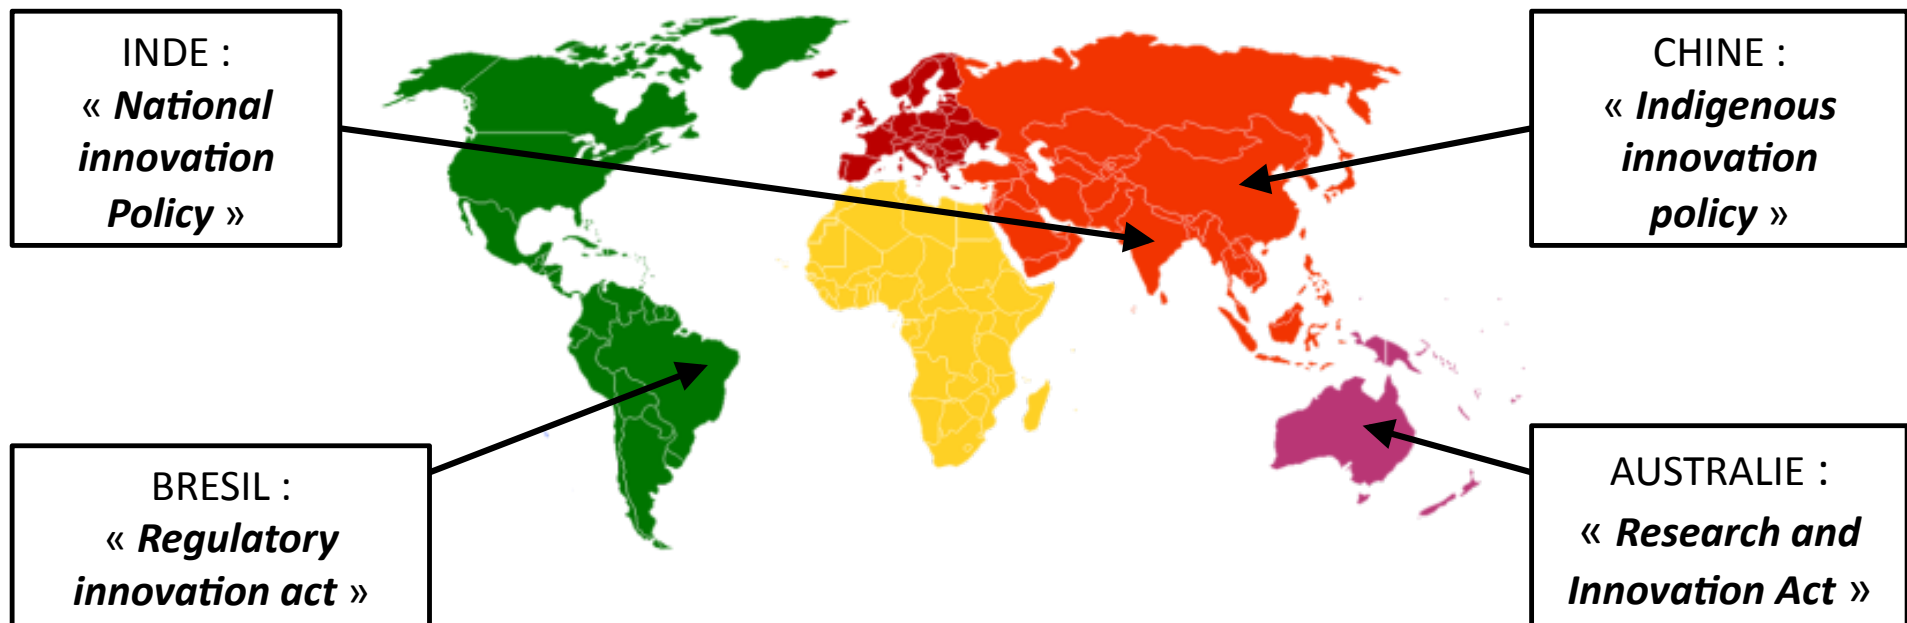 INDE :
« National
innovation
Policy »
CHINE :
« Indigenous
innovation
policy »
BRESIL :
« Regulatory
innovation act »
AUSTRALIE :
« Research and
Innovation Act »